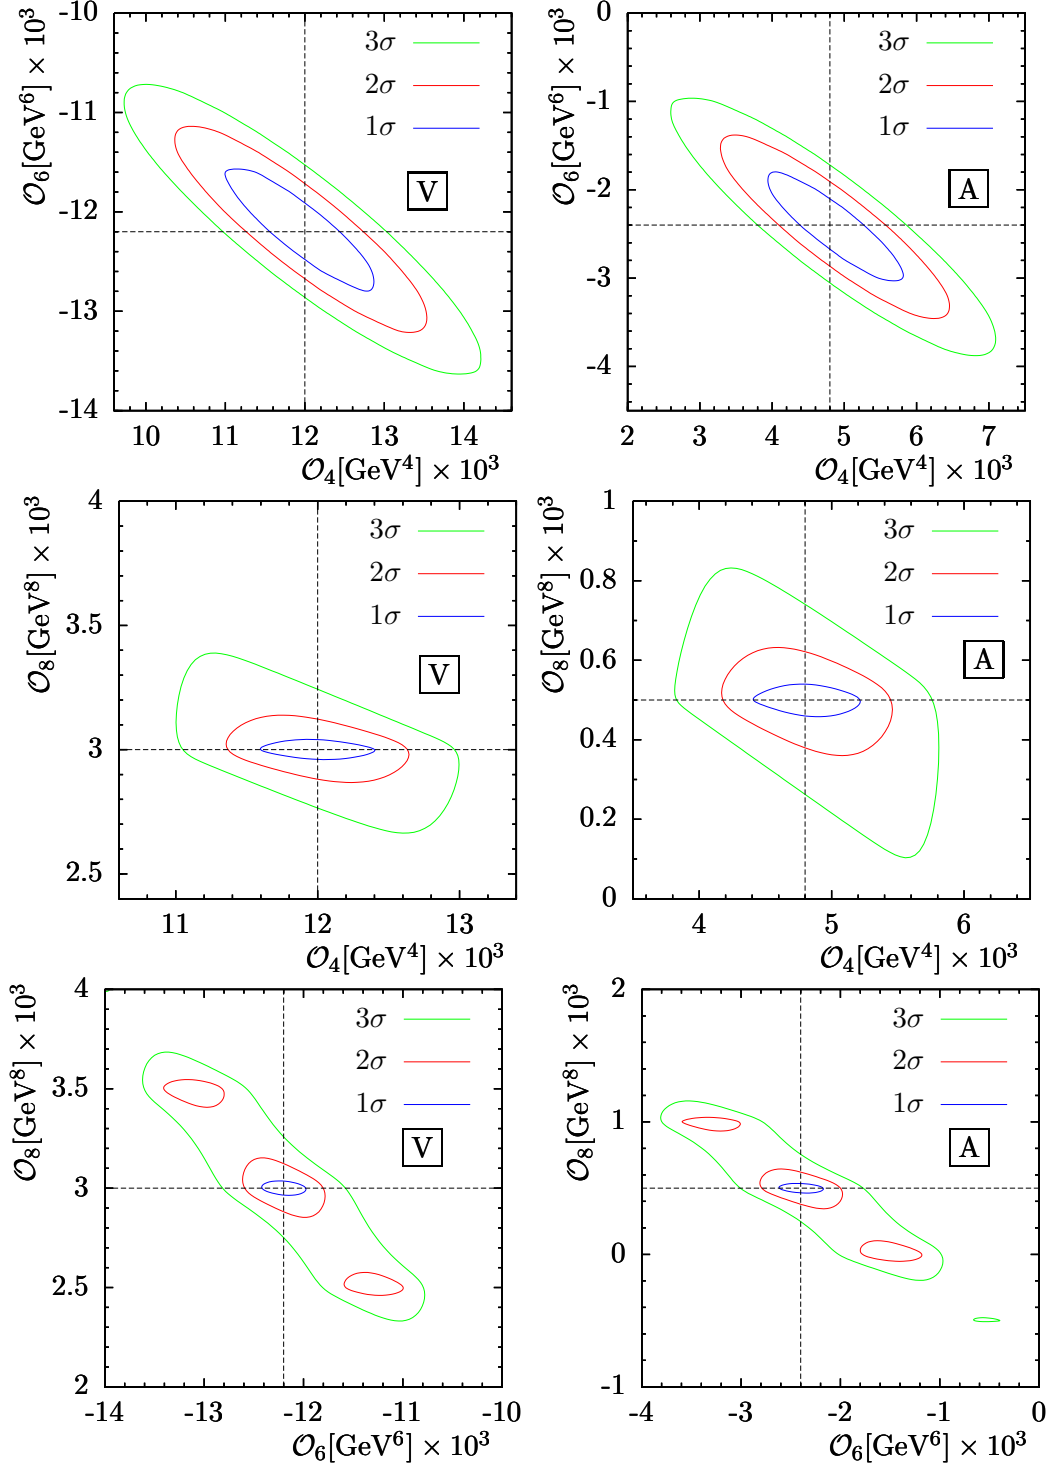 -10
-11
-12
-13
-14
10 11 12 13 14
𝒪₆[GeV⁶] × 10³
𝒪₄[GeV⁴] × 10³
3σ
2σ
1σ
V
0
-1
-2
-3
-4
2 3 4 5 6 7
𝒪₆[GeV⁶] × 10³
𝒪₄[GeV⁴] × 10³
3σ
2σ
1σ
A
4
3.5
3
2.5
11 12 13
𝒪₈[GeV⁸] × 10³
𝒪₄[GeV⁴] × 10³
3σ
2σ
1σ
V
1
0.8
0.6
0.4
0.2
0
4 5 6
𝒪₈[GeV⁸] × 10³
𝒪₄[GeV⁴] × 10³
3σ
2σ
1σ
A
4
3.5
3
2.5
2
-14 -13 -12 -11 -10
𝒪₈[GeV⁸] × 10³
𝒪₆[GeV⁶] × 10³
3σ
2σ
1σ
V
2
1
0
-1
-4 -3 -2 -1 0
𝒪₈[GeV⁸] × 10³
𝒪₆[GeV⁶] × 10³
3σ
2σ
1σ
A